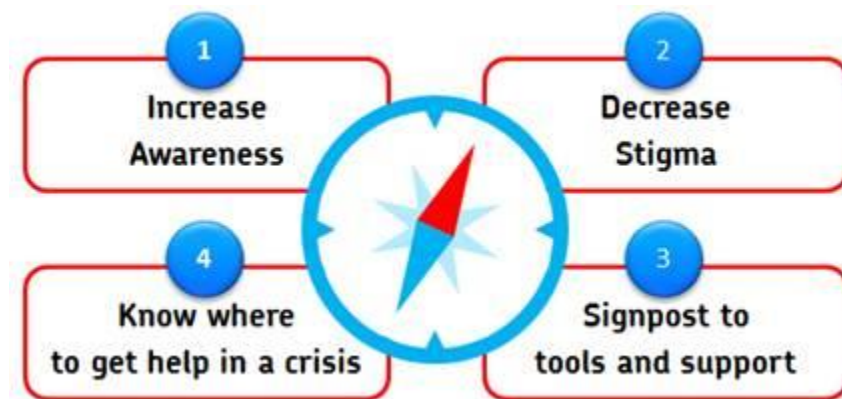 1
Increase
Awareness
2
Decrease
Stigma
3
Signpost to
tools and support
4
Know where
to get help in a crisis